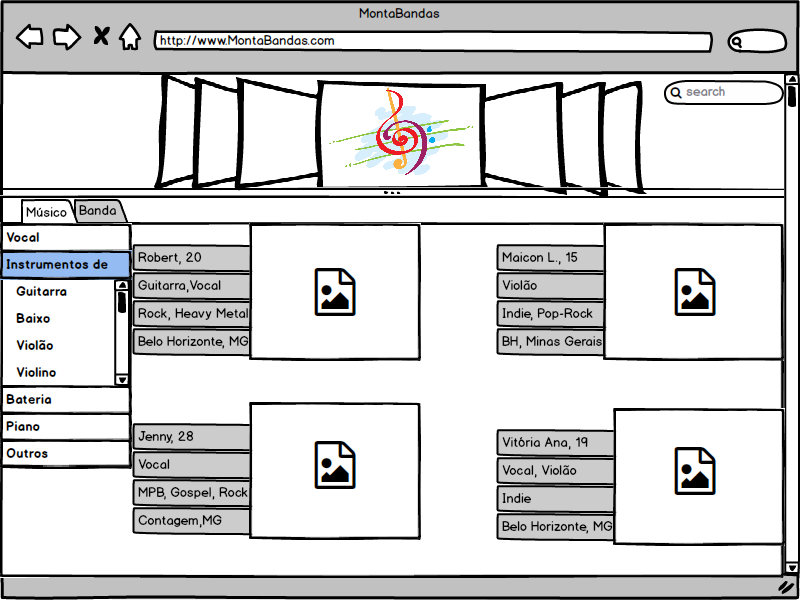 MontaBandas
http://www.MontaBandas.com
search
Músico
Banda
Vocal
Instrumentos de
Guitarra
Baixo
Violão
Violino
Bateria
Piano
Outros
Robert, 20
Guitarra,Vocal
Rock, Heavy Metal
Belo Horizonte, MG
Maicon L., 15
Violão
Indie, Pop-Rock
BH, Minas Gerais
Jenny, 28
Vocal
MPB, Gospel, Rock
Contagem,MG
Vitória Ana, 19
Vocal, Violão
Indie
Belo Horizonte, MG